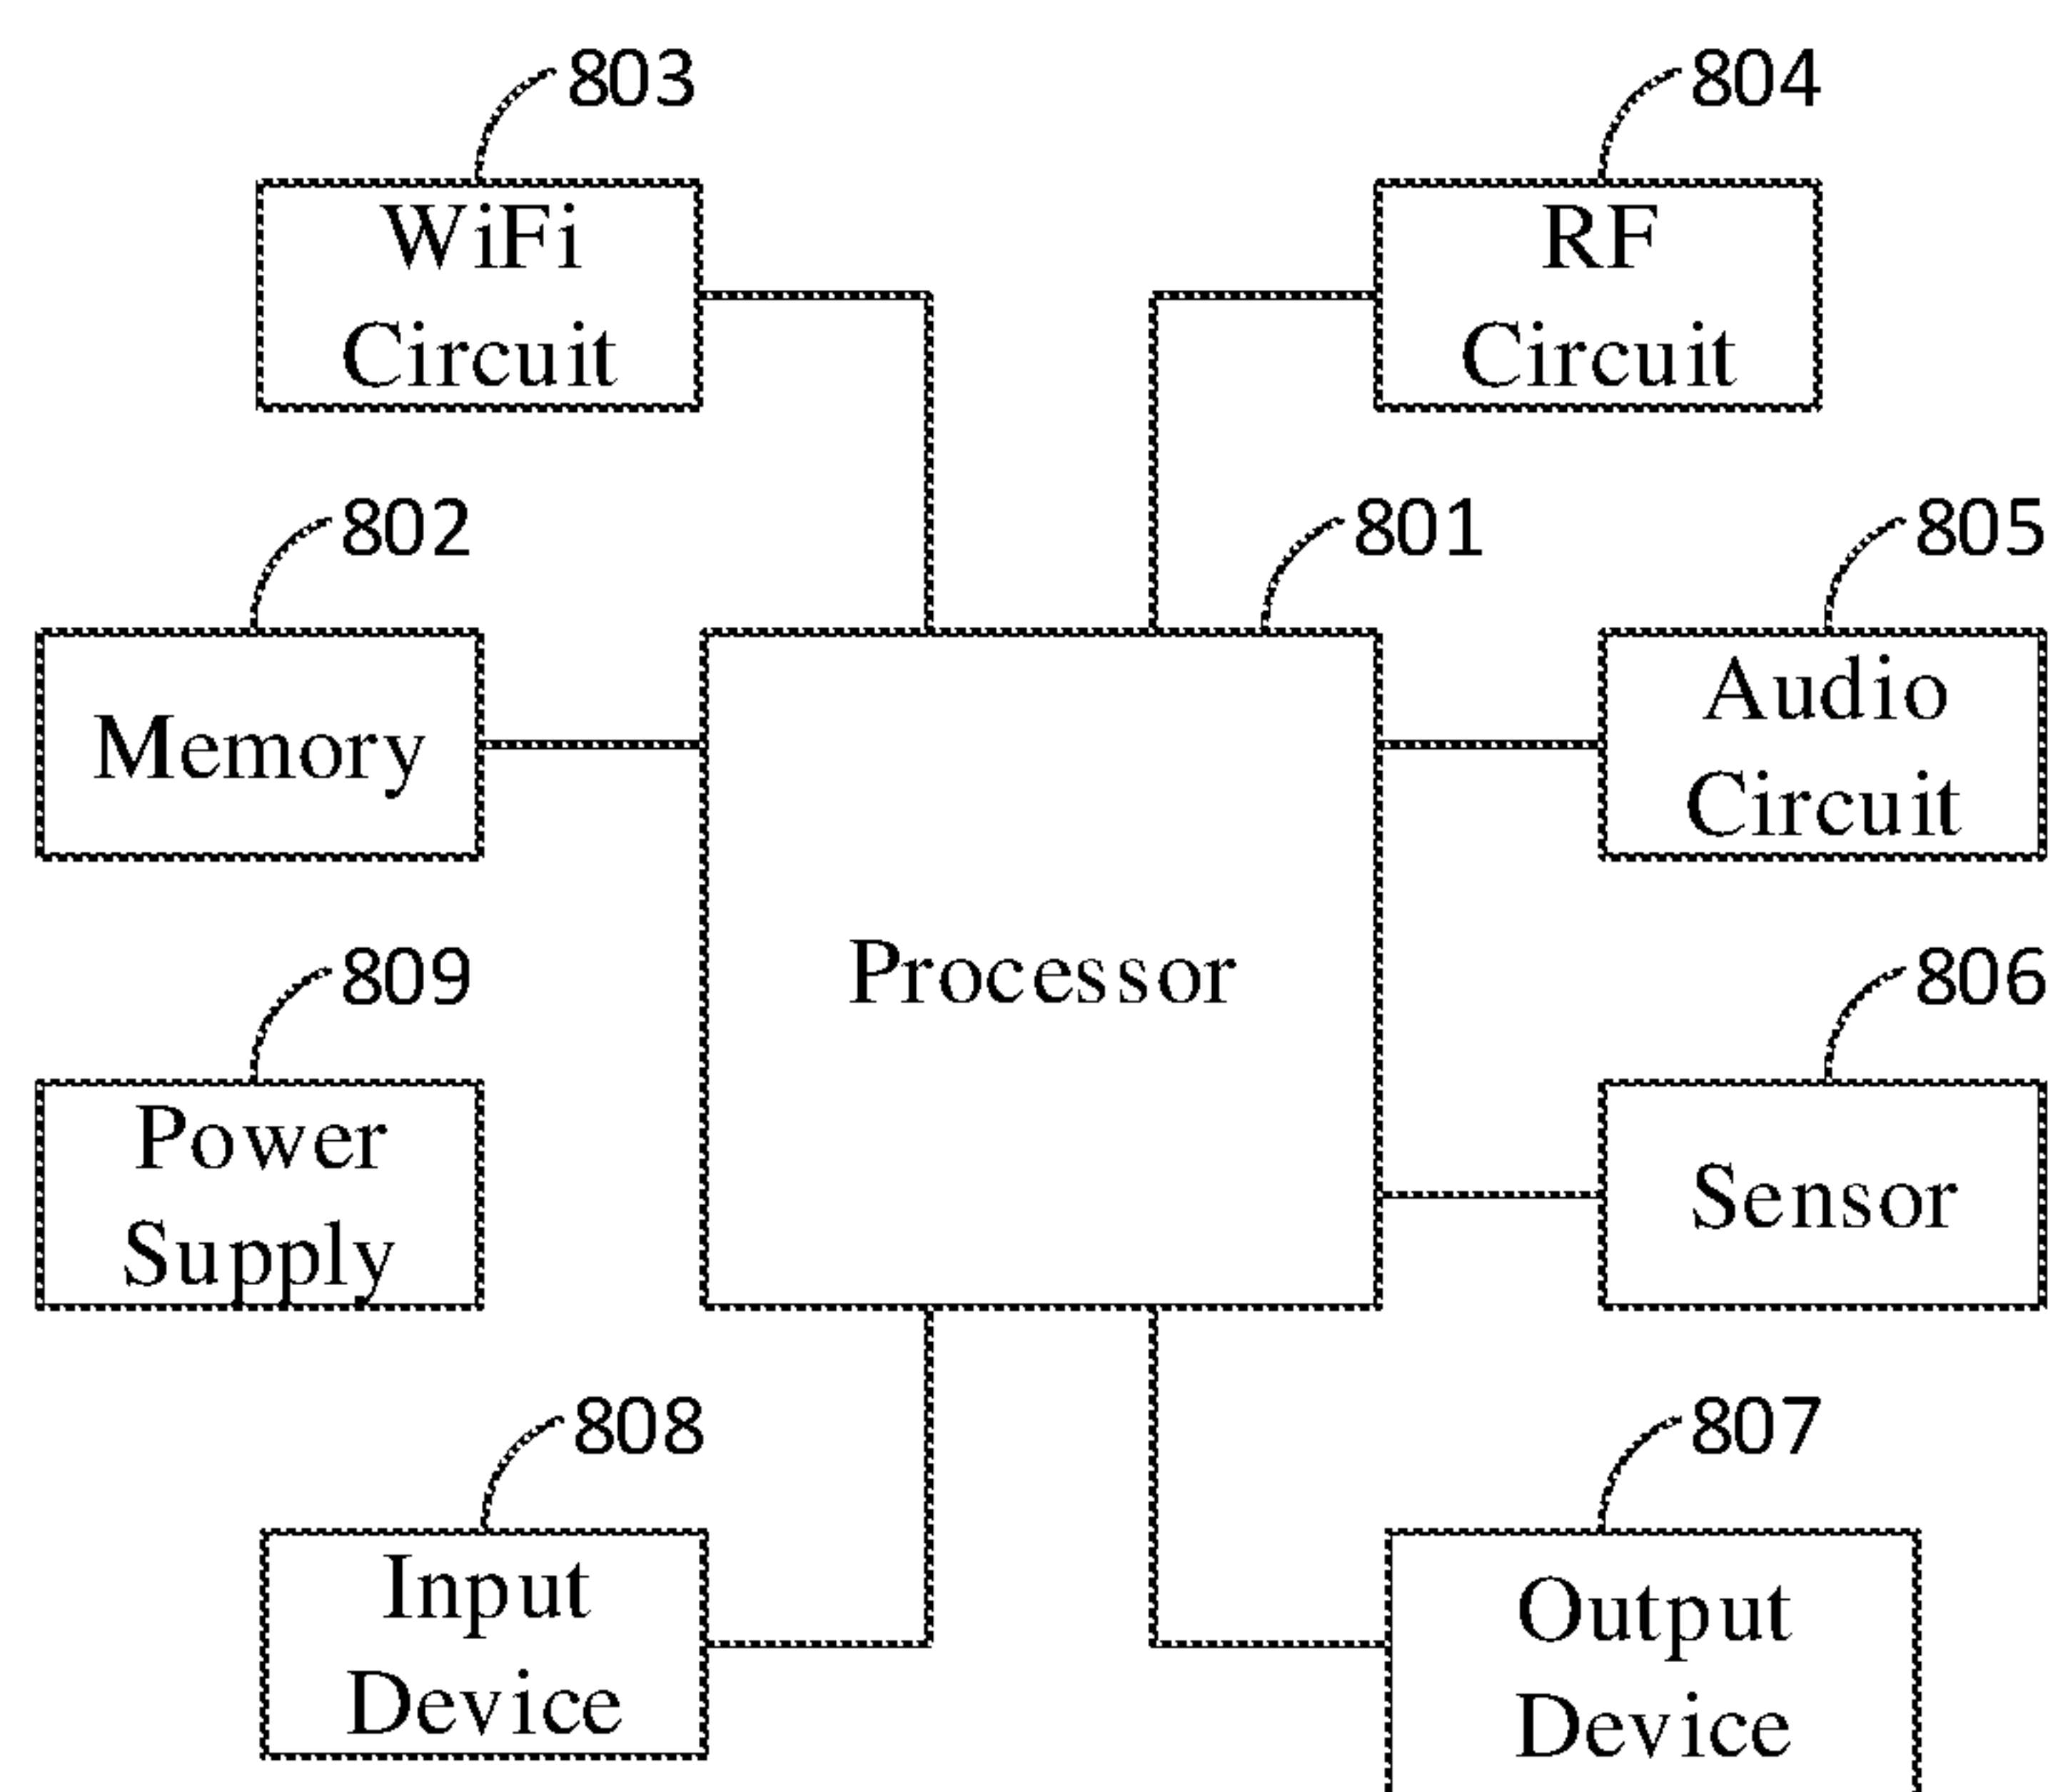 803
804
WiFi
Circuit
RF
Circuit
802
801
805
Memory
Audio
Circuit
Processor
809
806
Power
Supply
Sensor
808
807
Input
Device
Output
Device